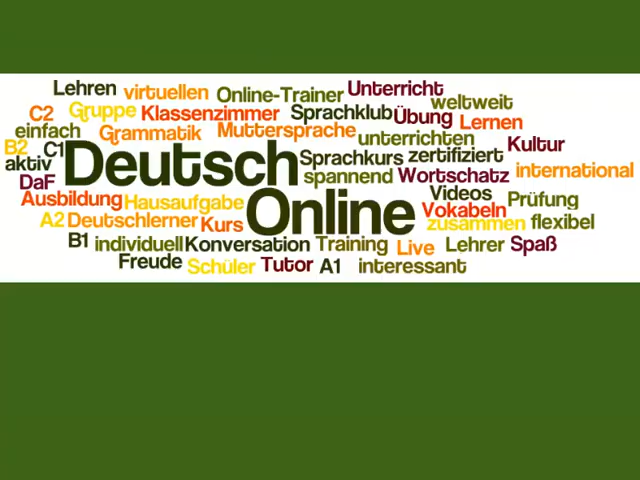 Lehren virtuellen Online-Trainer Unterricht
C2 Gruppe Klassenzimmer Sprachklub Übung weltweit Lernen
einfach Grammatik Muttersprache unterrichten Kultur
B2 C1 Deutsch Sprachkurs zertifiziert
aktiv spannend Wortschatz international
DaF Videos
Ausbildung Hausaufgabe Online Vokabeln Prüfung
A2 Deutschlerner Kurs zusammen flexibel
B1 individuell Konversation Training Live Lehrer Spaß
Freude Schüler Tutor A1 interessant